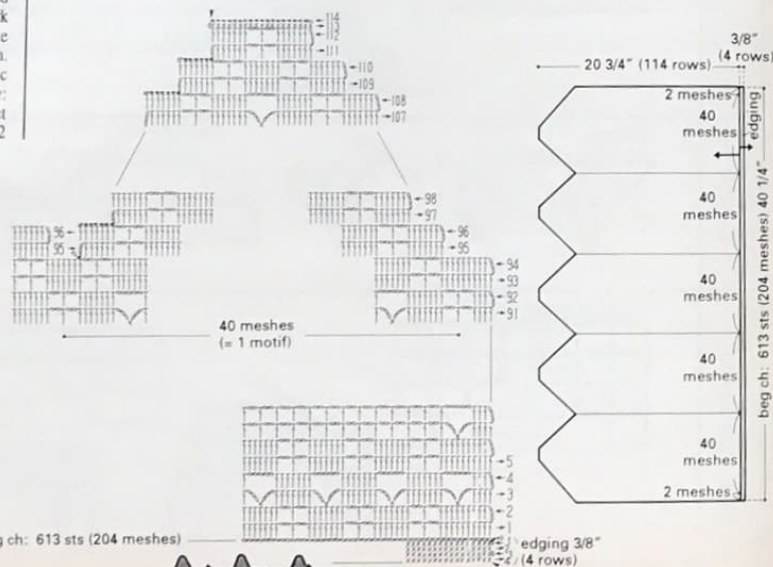 k
e
n.
c
:
t
2
114
113
112
111
110
109
108
107
98
97
96
95
96
95
94
93
92
91
40 meshes
(= 1 motif)
5
4
3
2
1
g ch: 613 sts (204 meshes)
edging 3/8"
(4 rows)
3/8"
(4 rows)
20 3/4" (114 rows)
2 meshes
40
meshes
edging
40
meshes
40
meshes
40
meshes
40
meshes
2 meshes
beg ch: 613 sts (204 meshes) 40 1/4"